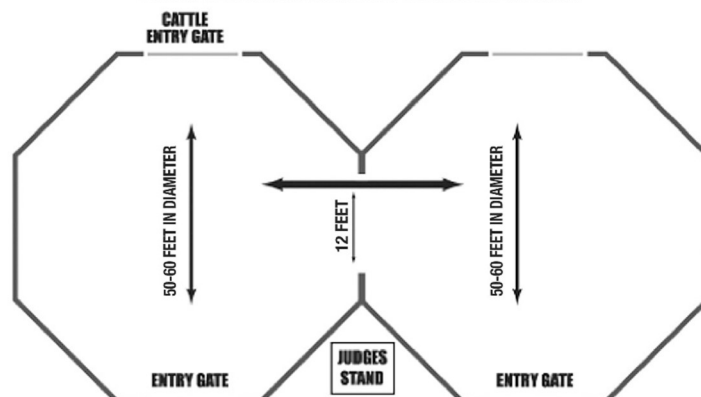 CATTLE
ENTRY GATE
50-60 FEET IN DIAMETER
12 FEET
50-60 FEET IN DIAMETER
ENTRY GATE
JUDGES
STAND
ENTRY GATE